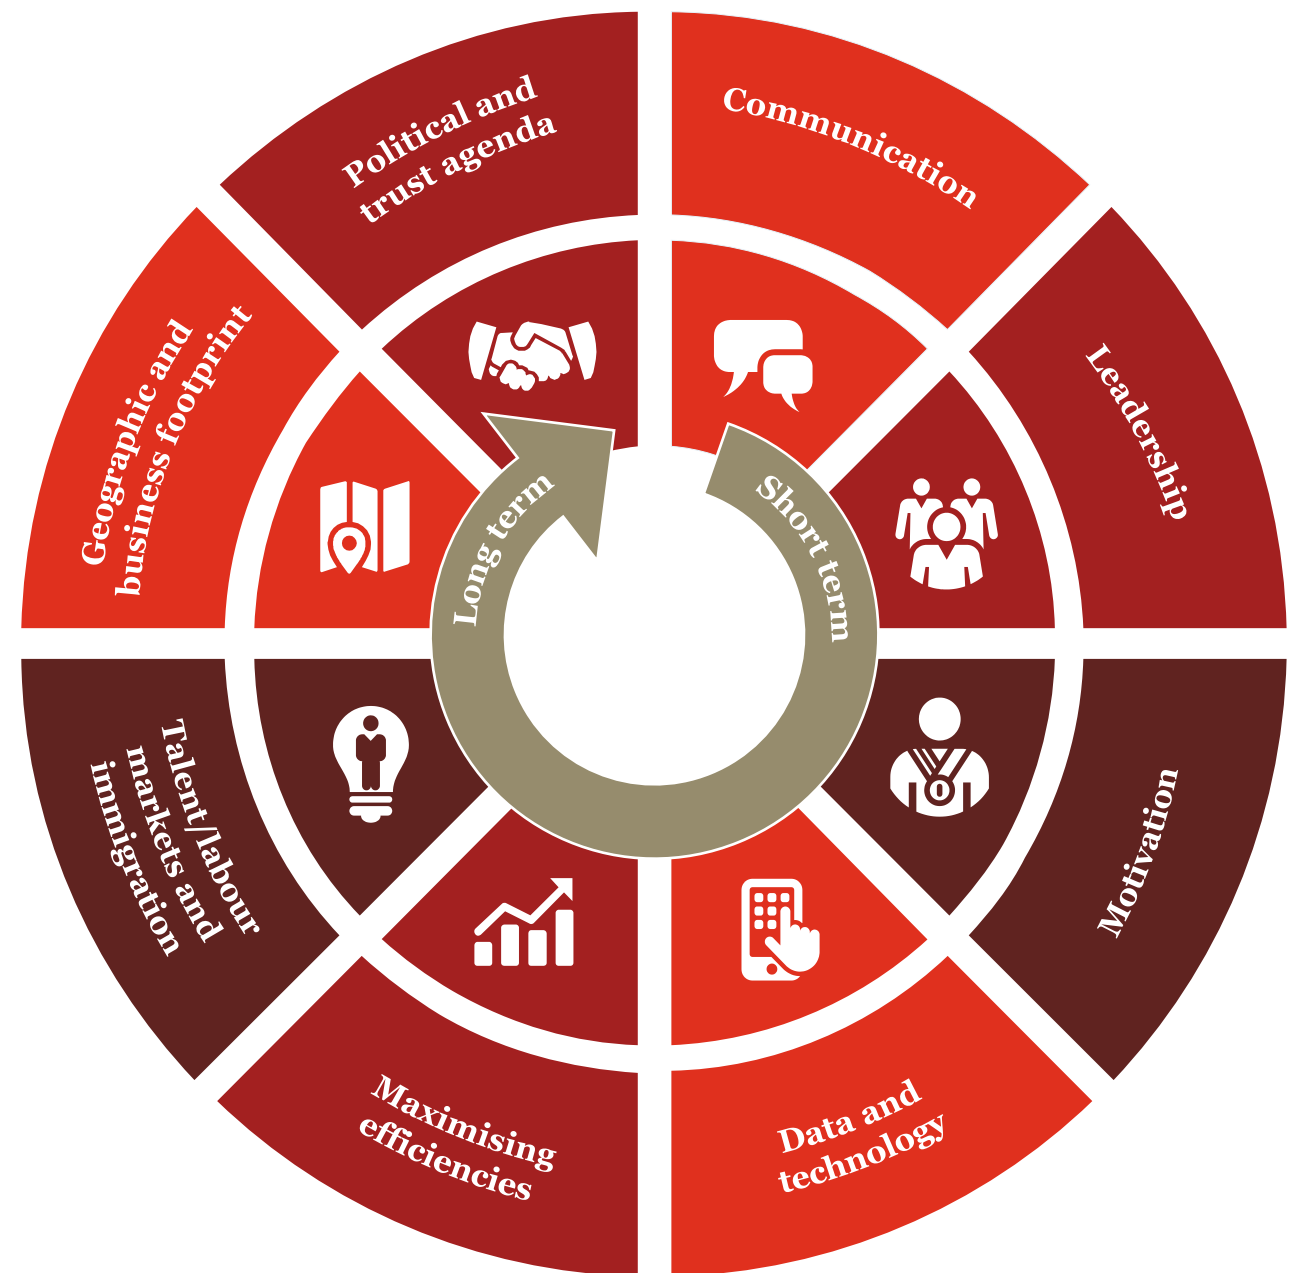 Communication
Leadership
Motivation
Data and
technology
Maximising
efficiencies
Talent/labour
markets and
immigration
Geographic and
business footprint
Political and
trust agenda
Short term
Long term